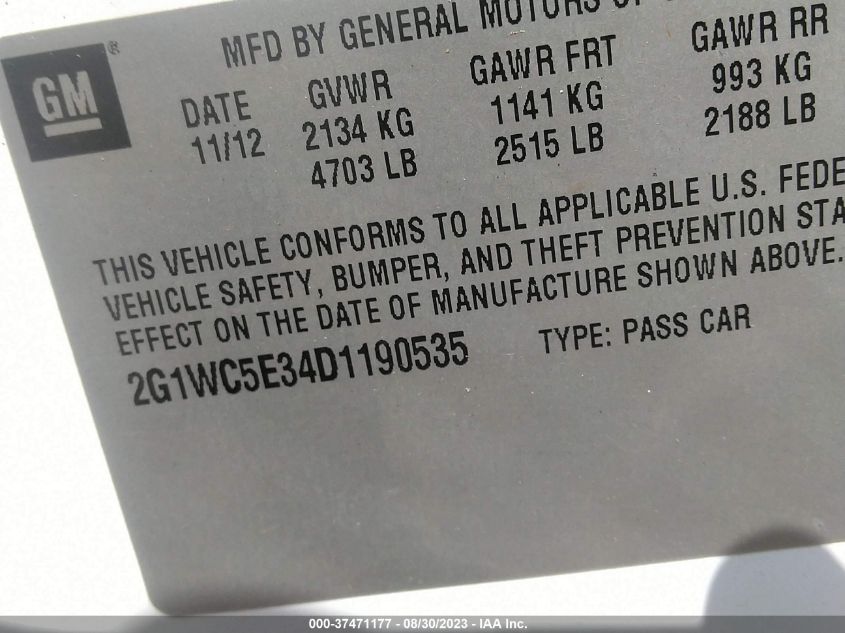 MFD BY GENERAL MOTORS
GM ®
DATE GVWR GAWR FRT GAWR RR
11/12 2134 KG 1141 KG 993 KG
4703 LB 2515 LB 2188 LB
THIS VEHICLE CONFORMS TO ALL APPLICABLE U.S. FEDE
VEHICLE SAFETY, BUMPER, AND THEFT PREVENTION STA
EFFECT ON THE DATE OF MANUFACTURE SHOWN ABOVE.
2G1WC5E34D1190535 TYPE: PASS CAR
000-37471177 - 08/30/2023 - IAA Inc.